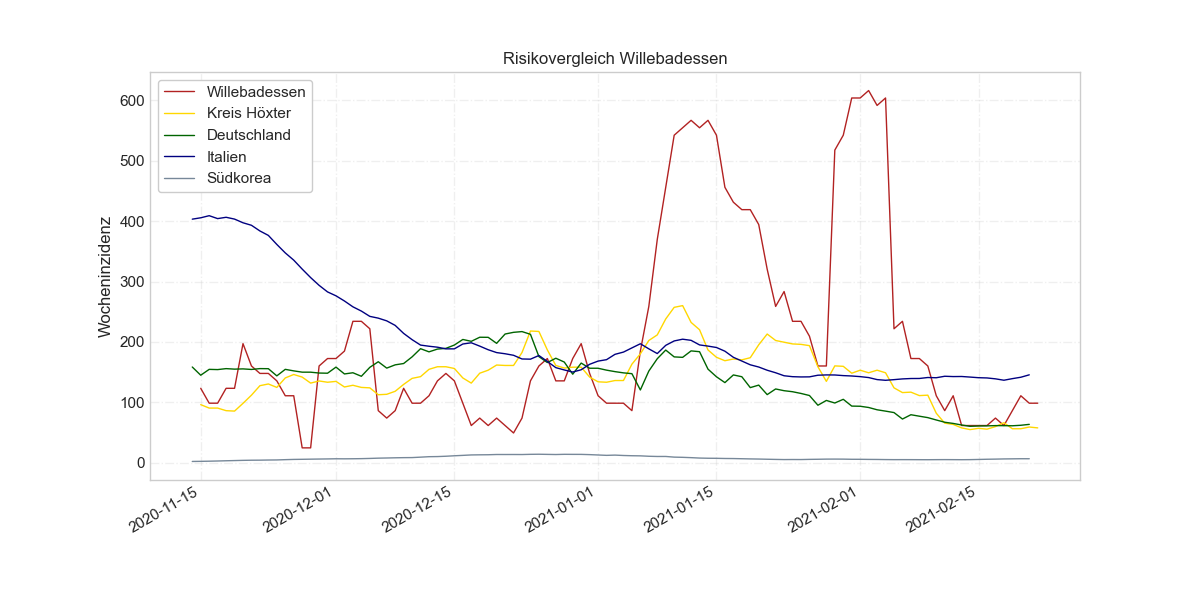 Risikovergleich Willebadessen
Willebadessen
Kreis Höxter
Deutschland
Italien
Südkorea
Wocheninzidenz
600
500
400
300
200
100
0
2020-11-15
2020-12-01
2020-12-15
2021-01-01
2021-01-15
2021-02-01
2021-02-15